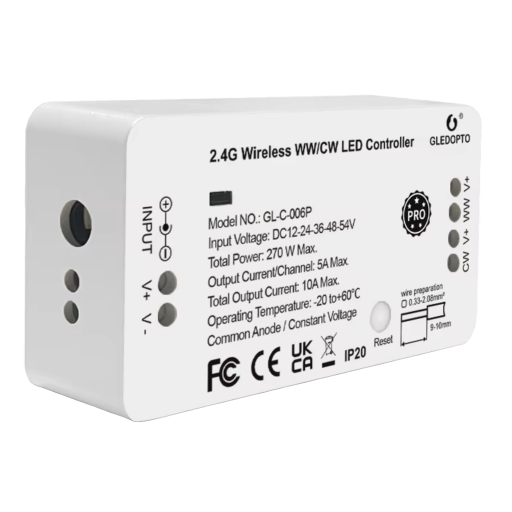 GLEDOPTO
®
2.4G Wireless WW/CW LED Controller
Model NO.: GL-C-006P
Input Voltage: DC12-24-36-48-54V
Total Power: 270 W Max.
Output Current/Channel: 5A Max.
Total Output Current: 10A Max.
Operating Temperature: -20 to+60℃
Common Anode / Constant Voltage
FC CE UK CA IP20
INPUT
V+
V-
PRO
V+
WW
V+
CW
wire preparation
0.33-2.08mm²
9-10mm
Reset